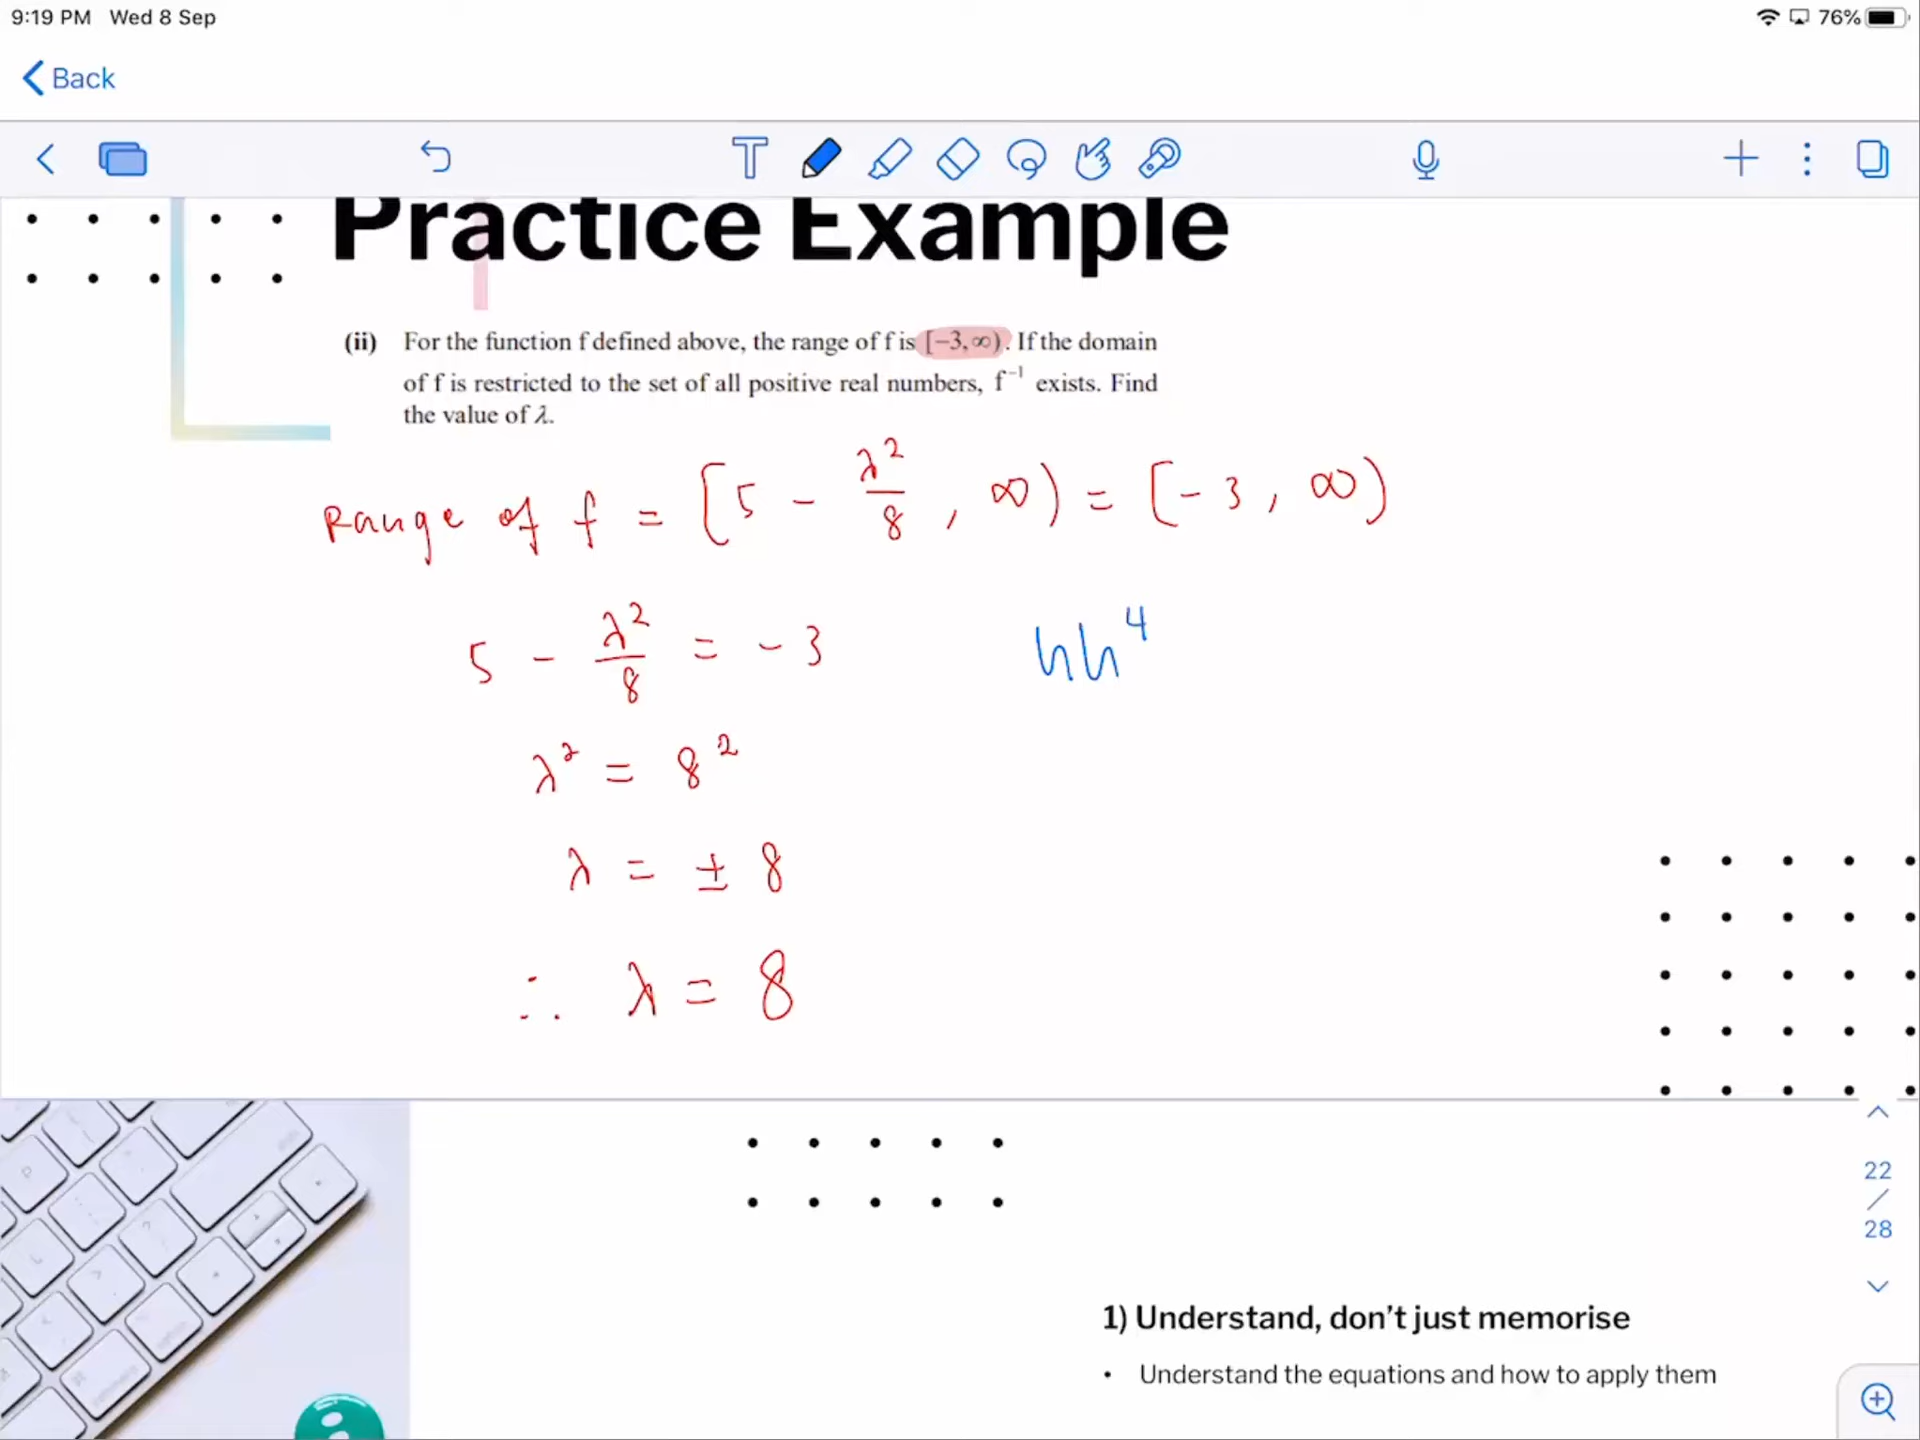 9:19 PM Wed 8 Sep
76%
Back
Practice Example
(ii) For the function f defined above, the range of f is [−3, ∞). If the domain
of f is restricted to the set of all positive real numbers, f⁻¹ exists. Find
the value of λ.
Range of f = [5 − λ²/8, ∞) = [−3, ∞)
5 − λ²/8 = −3
hh⁴
λ² = 8²
λ = ± 8
∴ λ = 8
22
/
28
1) Understand, don't just memorise
• Understand the equations and how to apply them